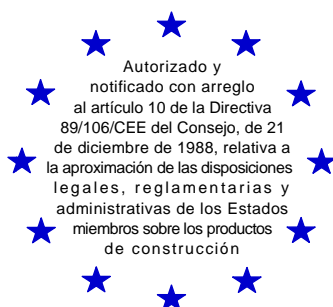 Autorizado y
notificado con arreglo
al artículo 10 de la Directiva
89/106/CEE del Consejo, de 21
de diciembre de 1988, relativa a
la aproximación de las disposiciones
legales, reglamentarias y
administrativas de los Estados
miembros sobre los productos
de construcción